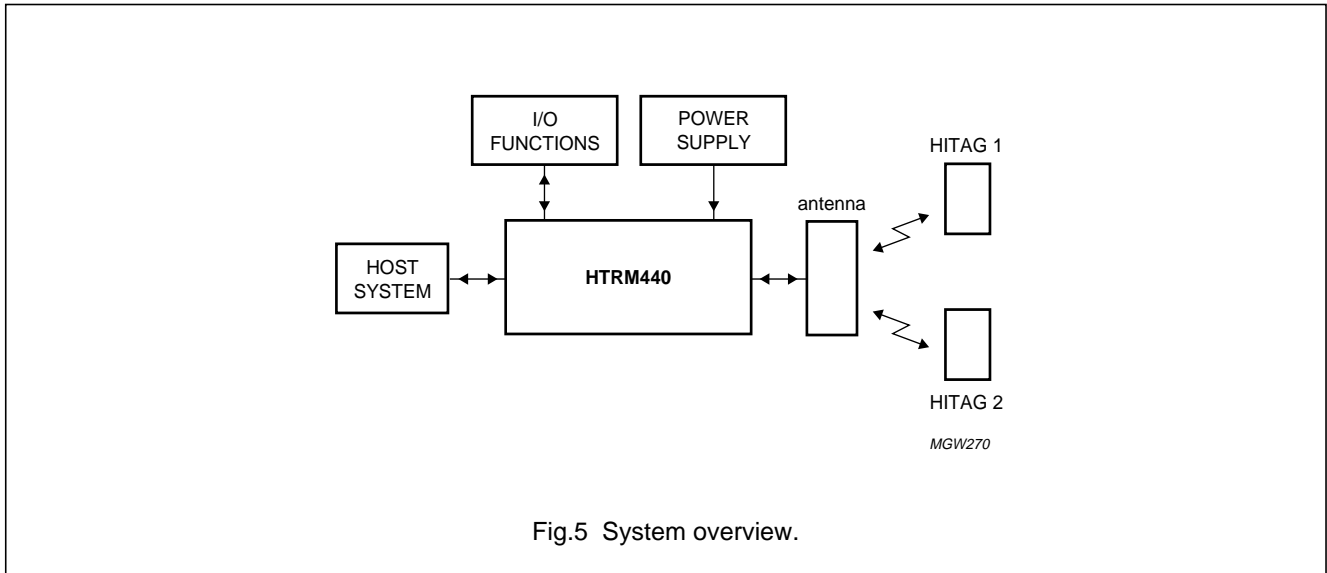 I/O
FUNCTIONS
POWER
SUPPLY
HITAG 1
antenna
HOST
SYSTEM
HTRM440
HITAG 2
MGW270
Fig.5 System overview.